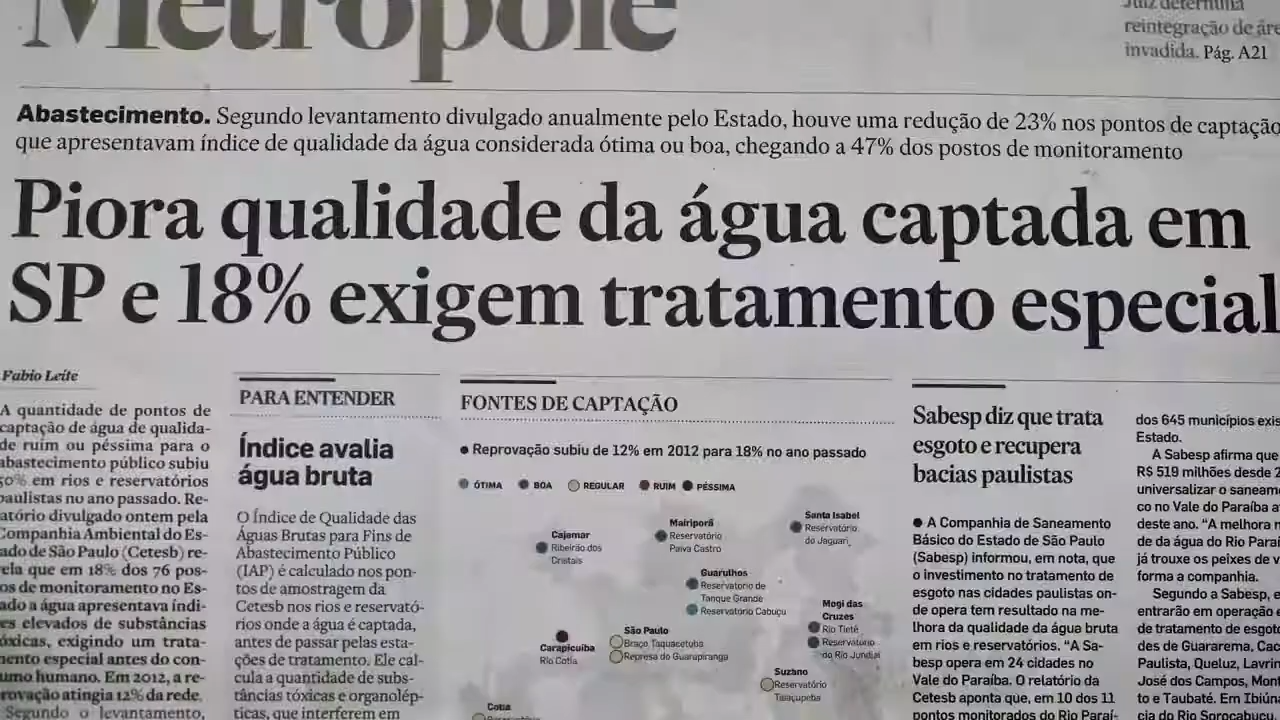 Metrópole
reintegração de
invadida. Pág. A21
Abastecimento. Segundo levantamento divulgado anualmente pelo Estado, houve uma redução de 23% nos pontos de captação
que apresentavam índice de qualidade da água considerada ótima ou boa, chegando a 47% dos postos de monitoramento
Piora qualidade da água captada em
SP e 18% exigem tratamento especial
Fabio Leite
A quantidade de pontos de
captação de água de qualida-
de ruim ou péssima para o
abastecimento público subiu
50% em rios e reservatórios
paulistas no ano passado. Re-
atório divulgado ontem pela
Companhia Ambiental do Es-
ado de São Paulo (Cetesb) re-
ela que em 18% dos 76 pos-
os de monitoramento no Es-
ado a água apresentava índi-
es elevados de substâncias
óxicas, exigindo um trata-
mento especial antes do con-
umo humano. Em 2012, a re-
rovação atingia 12% da rede.
Segundo o levantamento,
PARA ENTENDER
Índice avalia
água bruta
O Índice de Qualidade das
Águas Brutas para Fins de
Abastecimento Público
(IAP) é calculado nos pon-
tos de amostragem da
Cetesb nos rios e reservató-
rios onde a água é captada,
antes de passar pelas esta-
ções de tratamento. Ele cal-
cula a quantidade de subs-
tâncias tóxicas e organolép-
ticas, que interferem em
FONTES DE CAPTAÇÃO
● Reprovação subiu de 12% em 2012 para 18% no ano passado
ÓTIMA BOA REGULAR RUIM PÉSSIMA
Cajamar
Ribeirão dos
Cristais
Mairiporã
Reservatório
Paiva Castro
Santa Isabel
Reservatório
do Jaguari
Guarulhos
Reservatório de
Tanque Grande
Reservatório Cabuçu
Mogi das
Cruzes
Rio Tietê
Reservatório
do Rio Jundiaí
Carapicuíba
Rio Cotia
São Paulo
Braço Taquacetuba
Represa do Guarapiranga
Suzano
Reservatório
Taiaçupeba
Cotia
Sabesp diz que trata
esgoto e recupera
bacias paulistas
● A Companhia de Saneamento
Básico do Estado de São Paulo
(Sabesp) informou, em nota, que
o investimento no tratamento de
esgoto nas cidades paulistas on-
de opera tem resultado na me-
lhora da qualidade da água bruta
em rios e reservatórios. "A Sa-
besp opera em 24 cidades no
Vale do Paraíba. O relatório da
Cetesb aponta que, em 10 dos 11
pontos monitorados do Rio Paraí-
dos 645 municípios exis
Estado.
A Sabesp afirma que
R$ 519 milhões desde 2
universalizar o saneam
co no Vale do Paraíba a
deste ano. "A melhora n
de da água do Rio Paraí
já trouxe os peixes de v
forma a companhia.
Segundo a Sabesp, e
entrarão em operação
de tratamento de esgot
des de Guararema, Cac
Paulista, Queluz, Lavrin
José dos Campos, Mont
to e Taubaté. Em Ibiún